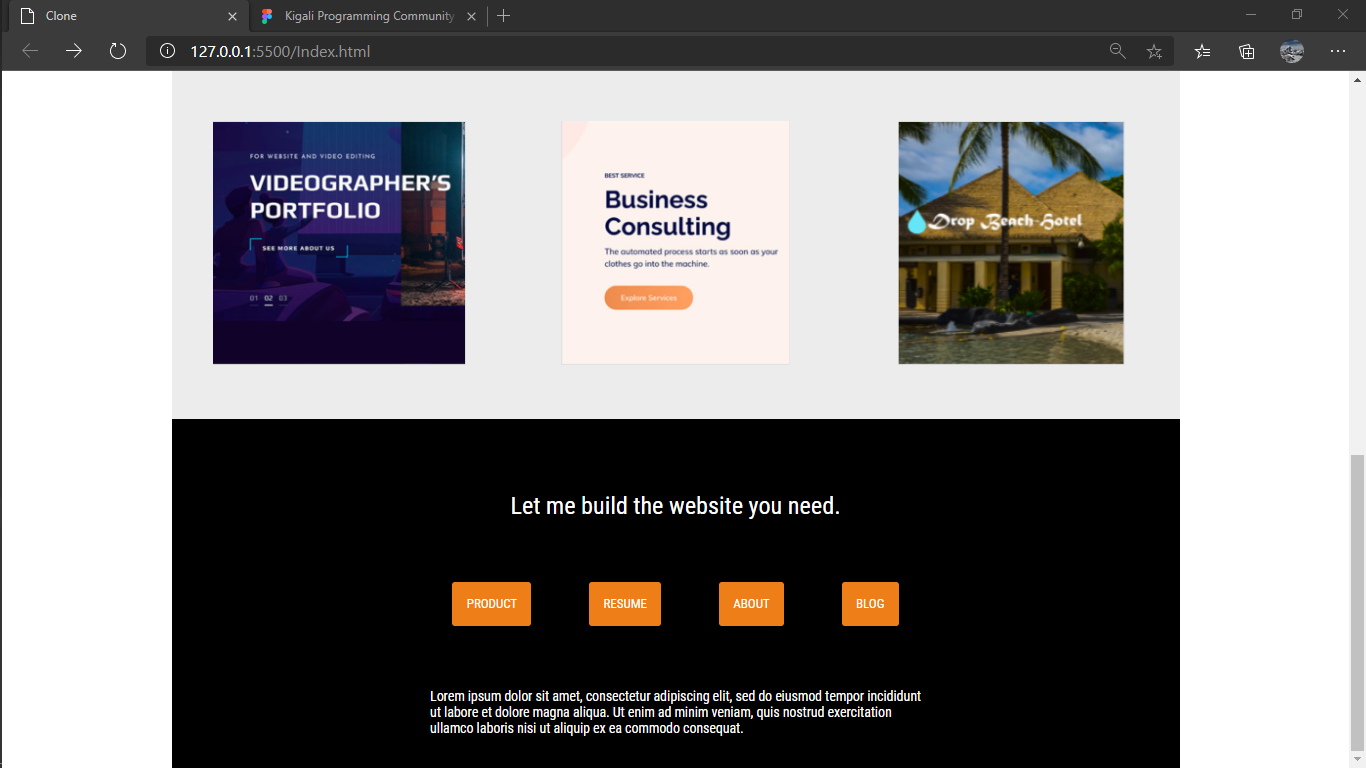 Clone
Kigali Programming Community
127.0.0.1:5500/Index.html
FOR WEBSITE AND VIDEO EDITING
VIDEOGRAPHER'S
PORTFOLIO
SEE MORE ABOUT US
01 02 03
BEST SERVICE
Business
Consulting
The automated process starts as soon as your
clothes go into the machine.
Explore Services
Drop Beach Hotel
Let me build the website you need.
PRODUCT RESUME ABOUT BLOG
Lorem ipsum dolor sit amet, consectetur adipiscing elit, sed do eiusmod tempor incididunt
ut labore et dolore magna aliqua. Ut enim ad minim veniam, quis nostrud exercitation
ullamco laboris nisi ut aliquip ex ea commodo consequat.